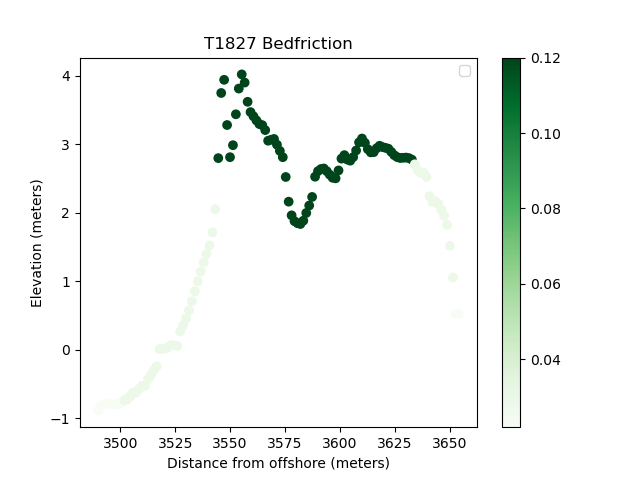 T1827 Bedfriction
4
3
2
1
0
−1
Elevation (meters)
3500 3525 3550 3575 3600 3625 3650
Distance from offshore (meters)
0.12
0.10
0.08
0.06
0.04